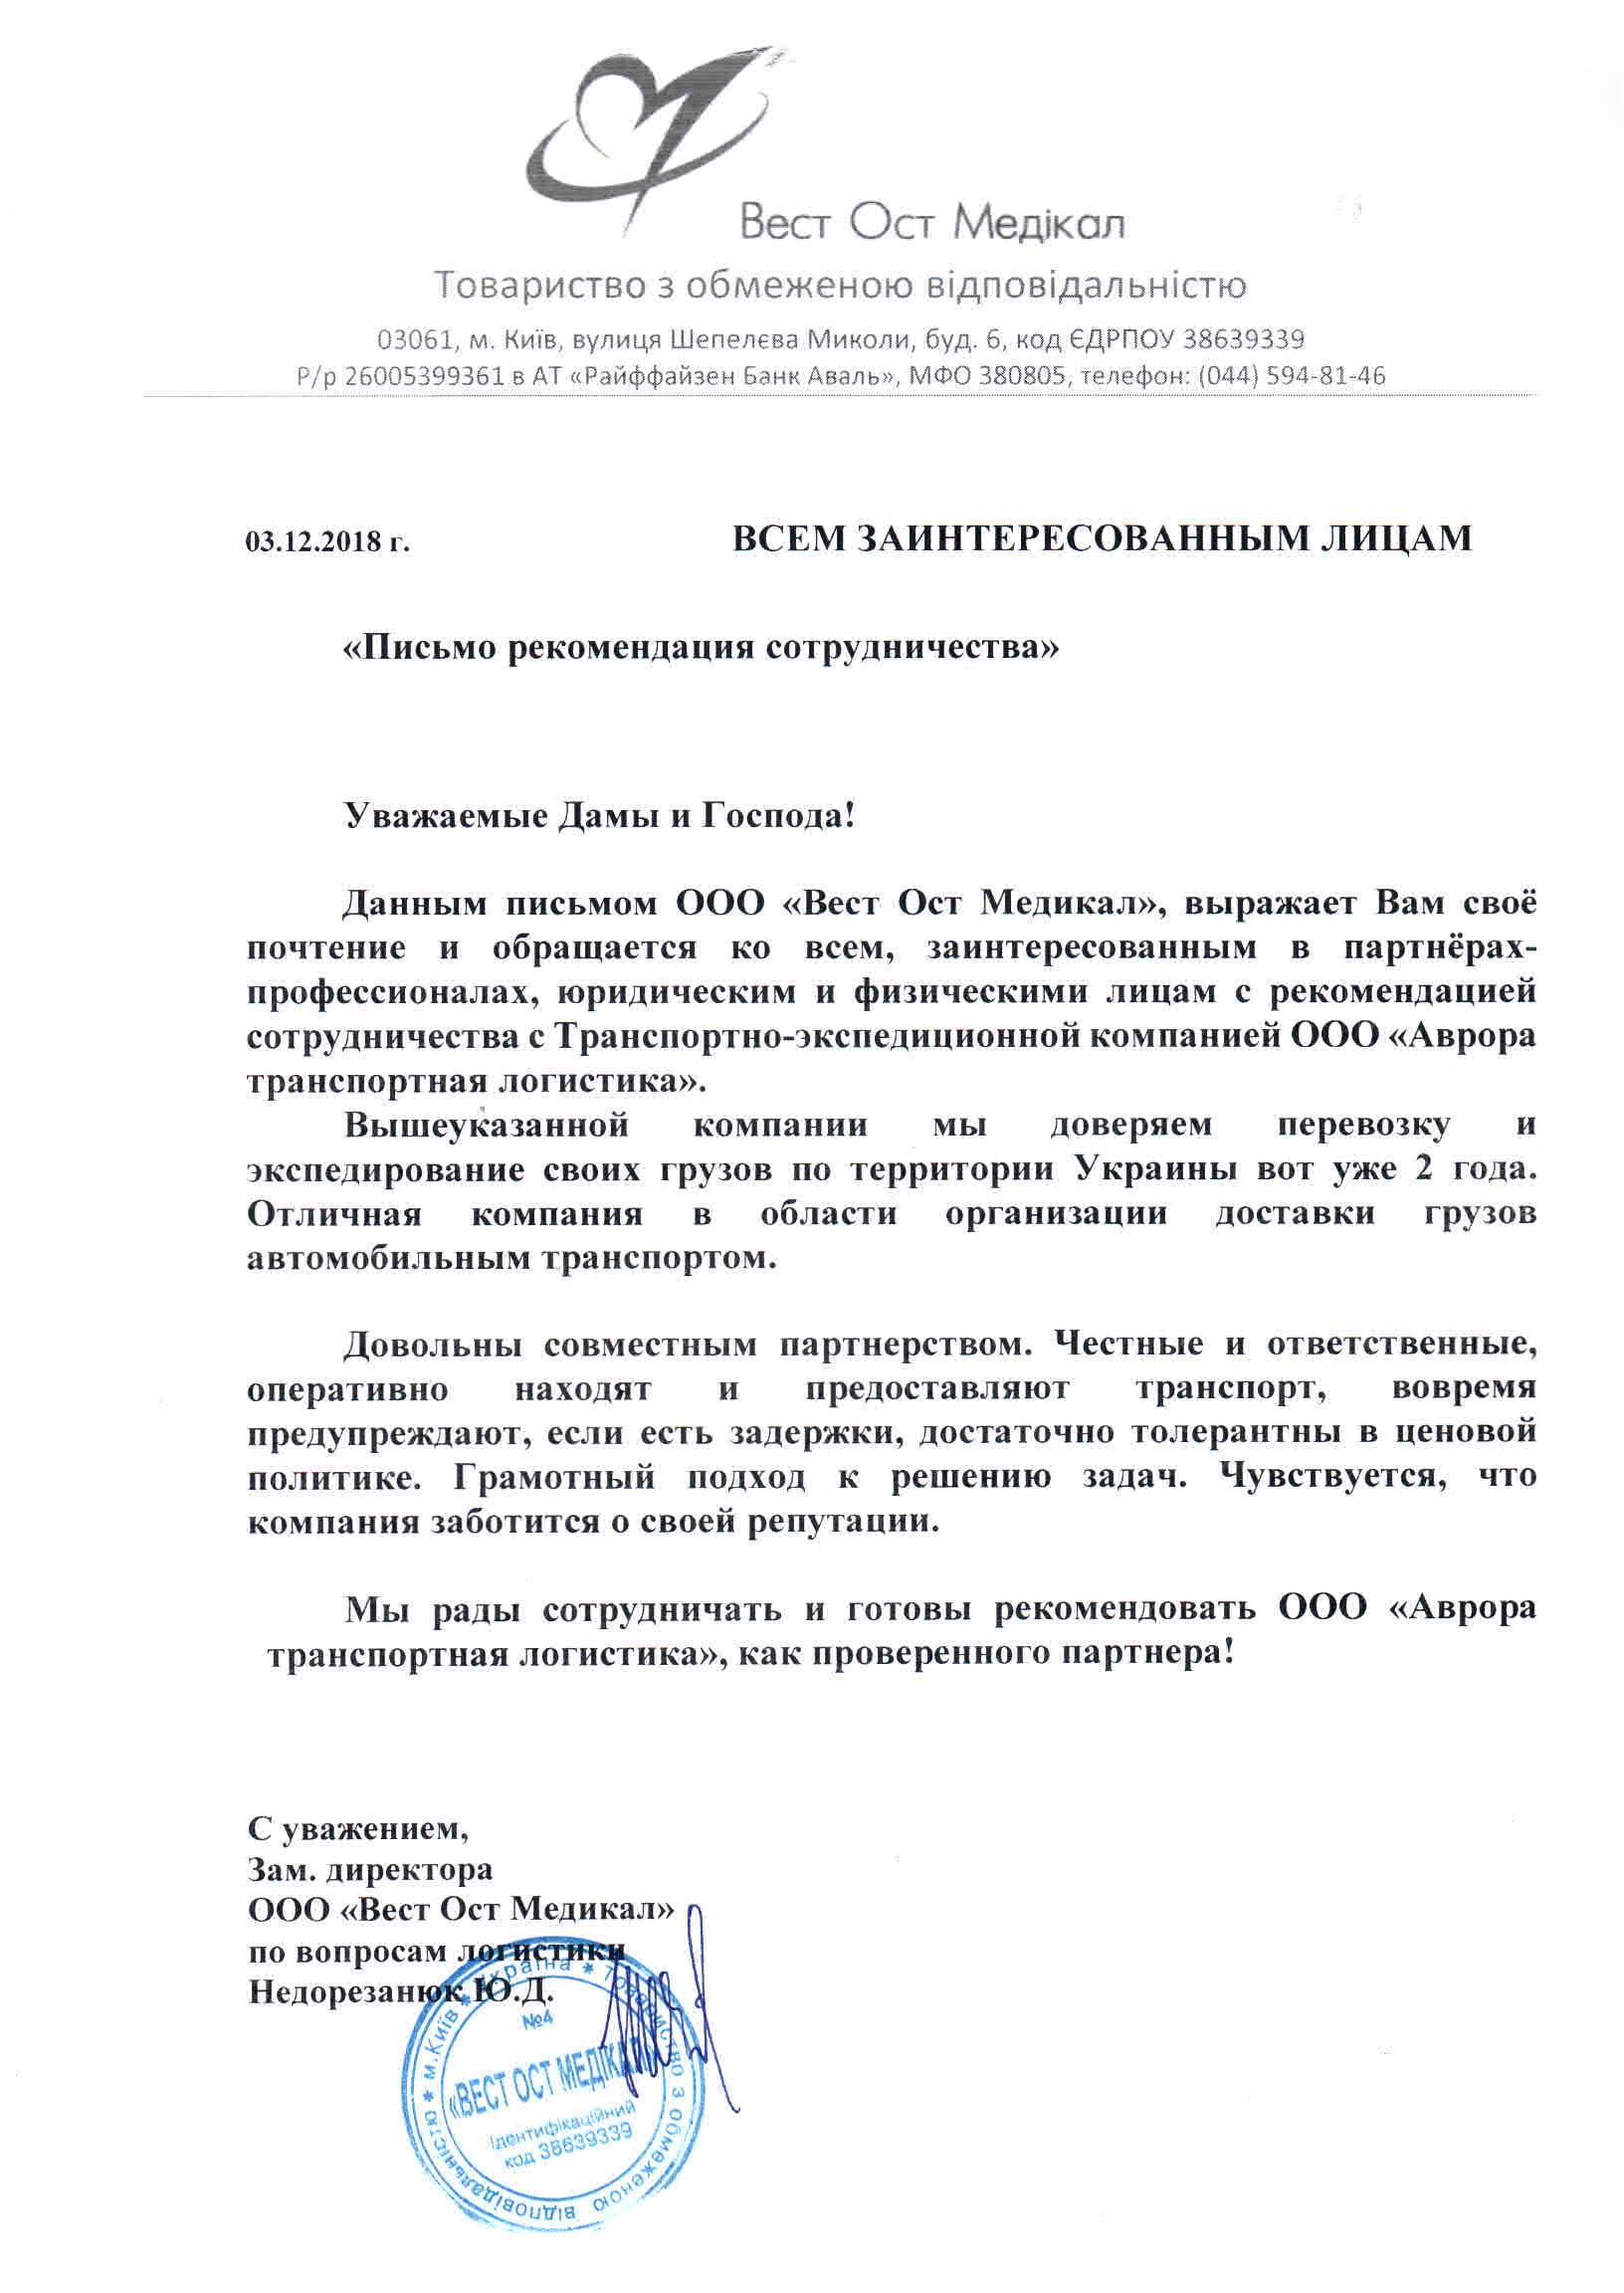 Вест Ост Медікал
Товариство з обмеженою відповідальністю
03061, м. Київ, вулиця Шепелєва Миколи, буд. 6, код ЄДРПОУ 38639339
Р/р 26005399361 в АТ «Райффайзен Банк Аваль», МФО 380805, телефон: (044) 594-81-46
03.12.2018 г. ВСЕМ ЗАИНТЕРЕСОВАННЫМ ЛИЦАМ
«Письмо рекомендация сотрудничества»
Уважаемые Дамы и Господа!
Данным письмом ООО «Вест Ост Медикал», выражает Вам своё
почтение и обращается ко всем, заинтересованным в партнёрах-
профессионалах, юридическим и физическими лицам с рекомендацией
сотрудничества с Транспортно-экспедиционной компанией ООО «Аврора
транспортная логистика».
Вышеуказанной компании мы доверяем перевозку и
экспедирование своих грузов по территории Украины вот уже 2 года.
Отличная компания в области организации доставки грузов
автомобильным транспортом.
Довольны совместным партнерством. Честные и ответственные,
оперативно находят и предоставляют транспорт, вовремя
предупреждают, если есть задержки, достаточно толерантны в ценовой
политике. Грамотный подход к решению задач. Чувствуется, что
компания заботится о своей репутации.
Мы рады сотрудничать и готовы рекомендовать ООО «Аврора
транспортная логистика», как проверенного партнера!
С уважением,
Зам. директора
ООО «Вест Ост Медикал»
по вопросам логистики
Недорезанюк Ю.Д.
м.Київ * Україна * Товариство з обмеженою відповідальністю *
№4
«ВЕСТ ОСТ МЕДІКАЛ»
Ідентифікаційний
код 38639339